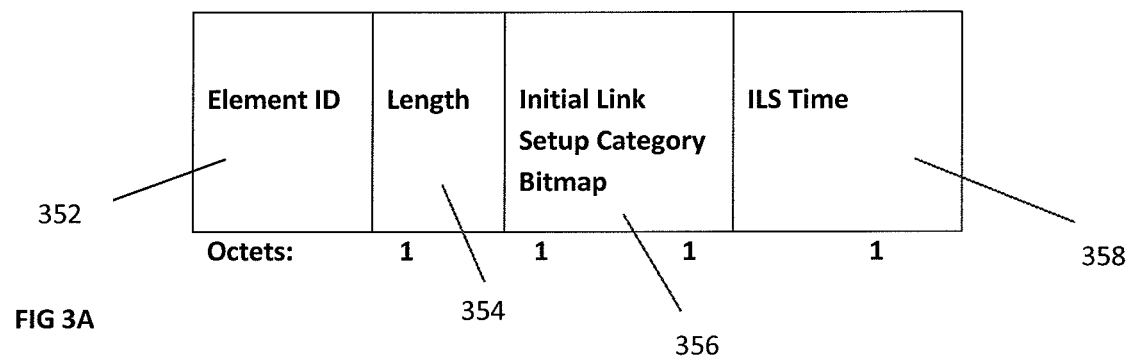 Element ID
Length
Initial Link
Setup Category
Bitmap
ILS Time
352
Octets: 1 1 1 1
358
354
FIG 3A
356